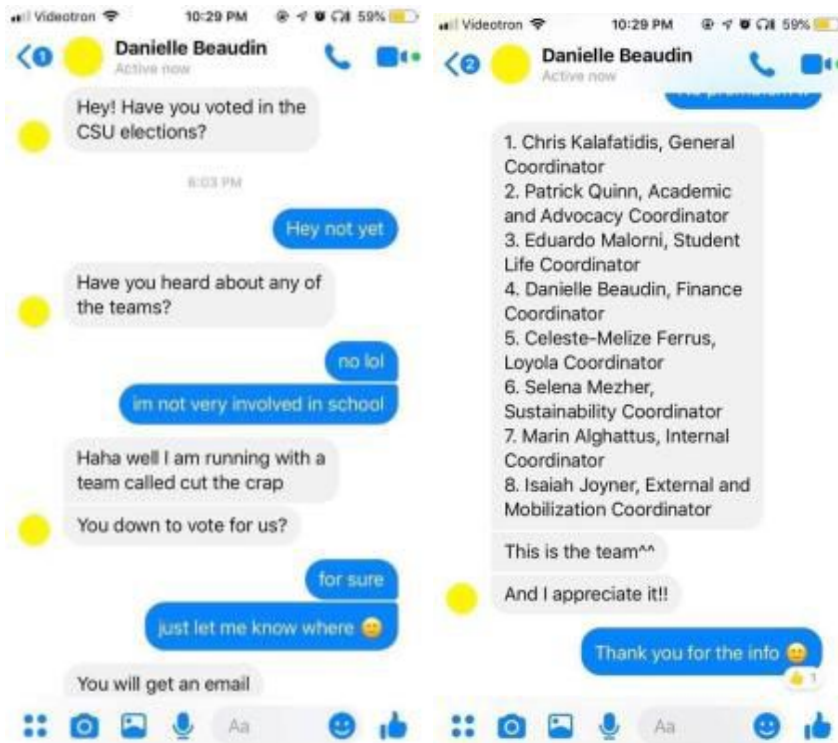 Videotron 10:29 PM 59%
1
Danielle Beaudin
Active now
Hey! Have you voted in the
CSU elections?
6:03 PM
Hey not yet
Have you heard about any of
the teams?
no lol
im not very involved in school
Haha well I am running with a
team called cut the crap
You down to vote for us?
for sure
just let me know where
You will get an email
Aa
Videotron 10:29 PM 59%
2
Danielle Beaudin
Active now
1. Chris Kalafatidis, General
Coordinator
2. Patrick Quinn, Academic
and Advocacy Coordinator
3. Eduardo Malorni, Student
Life Coordinator
4. Danielle Beaudin, Finance
Coordinator
5. Celeste-Melize Ferrus,
Loyola Coordinator
6. Selena Mezher,
Sustainability Coordinator
7. Marin Alghattus, Internal
Coordinator
8. Isaiah Joyner, External and
Mobilization Coordinator
This is the team^^
And I appreciate it!!
Thank you for the info
1
Aa